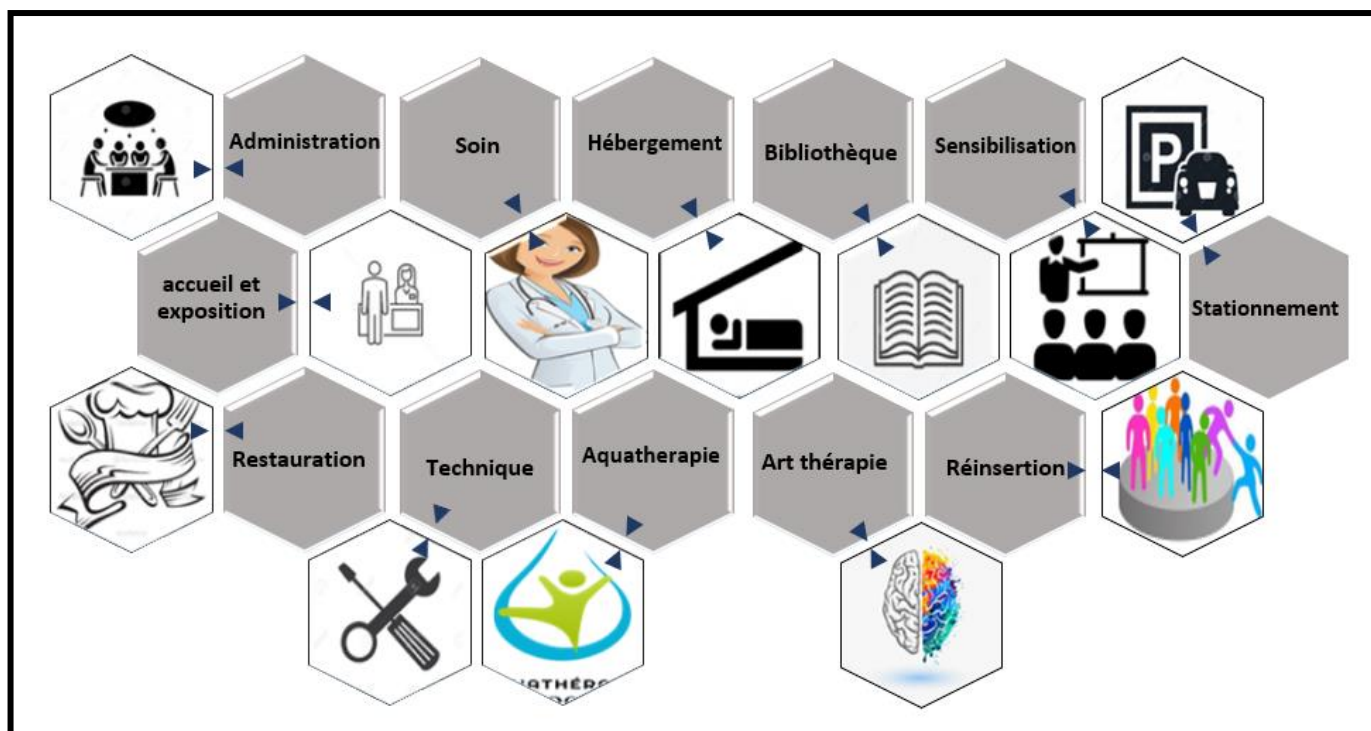 Administration
Soin
Hébergement
Bibliothèque
Sensibilisation
P
accueil et
exposition
Stationnement
Restauration
Technique
Aquatherapie
Art thérapie
Réinsertion